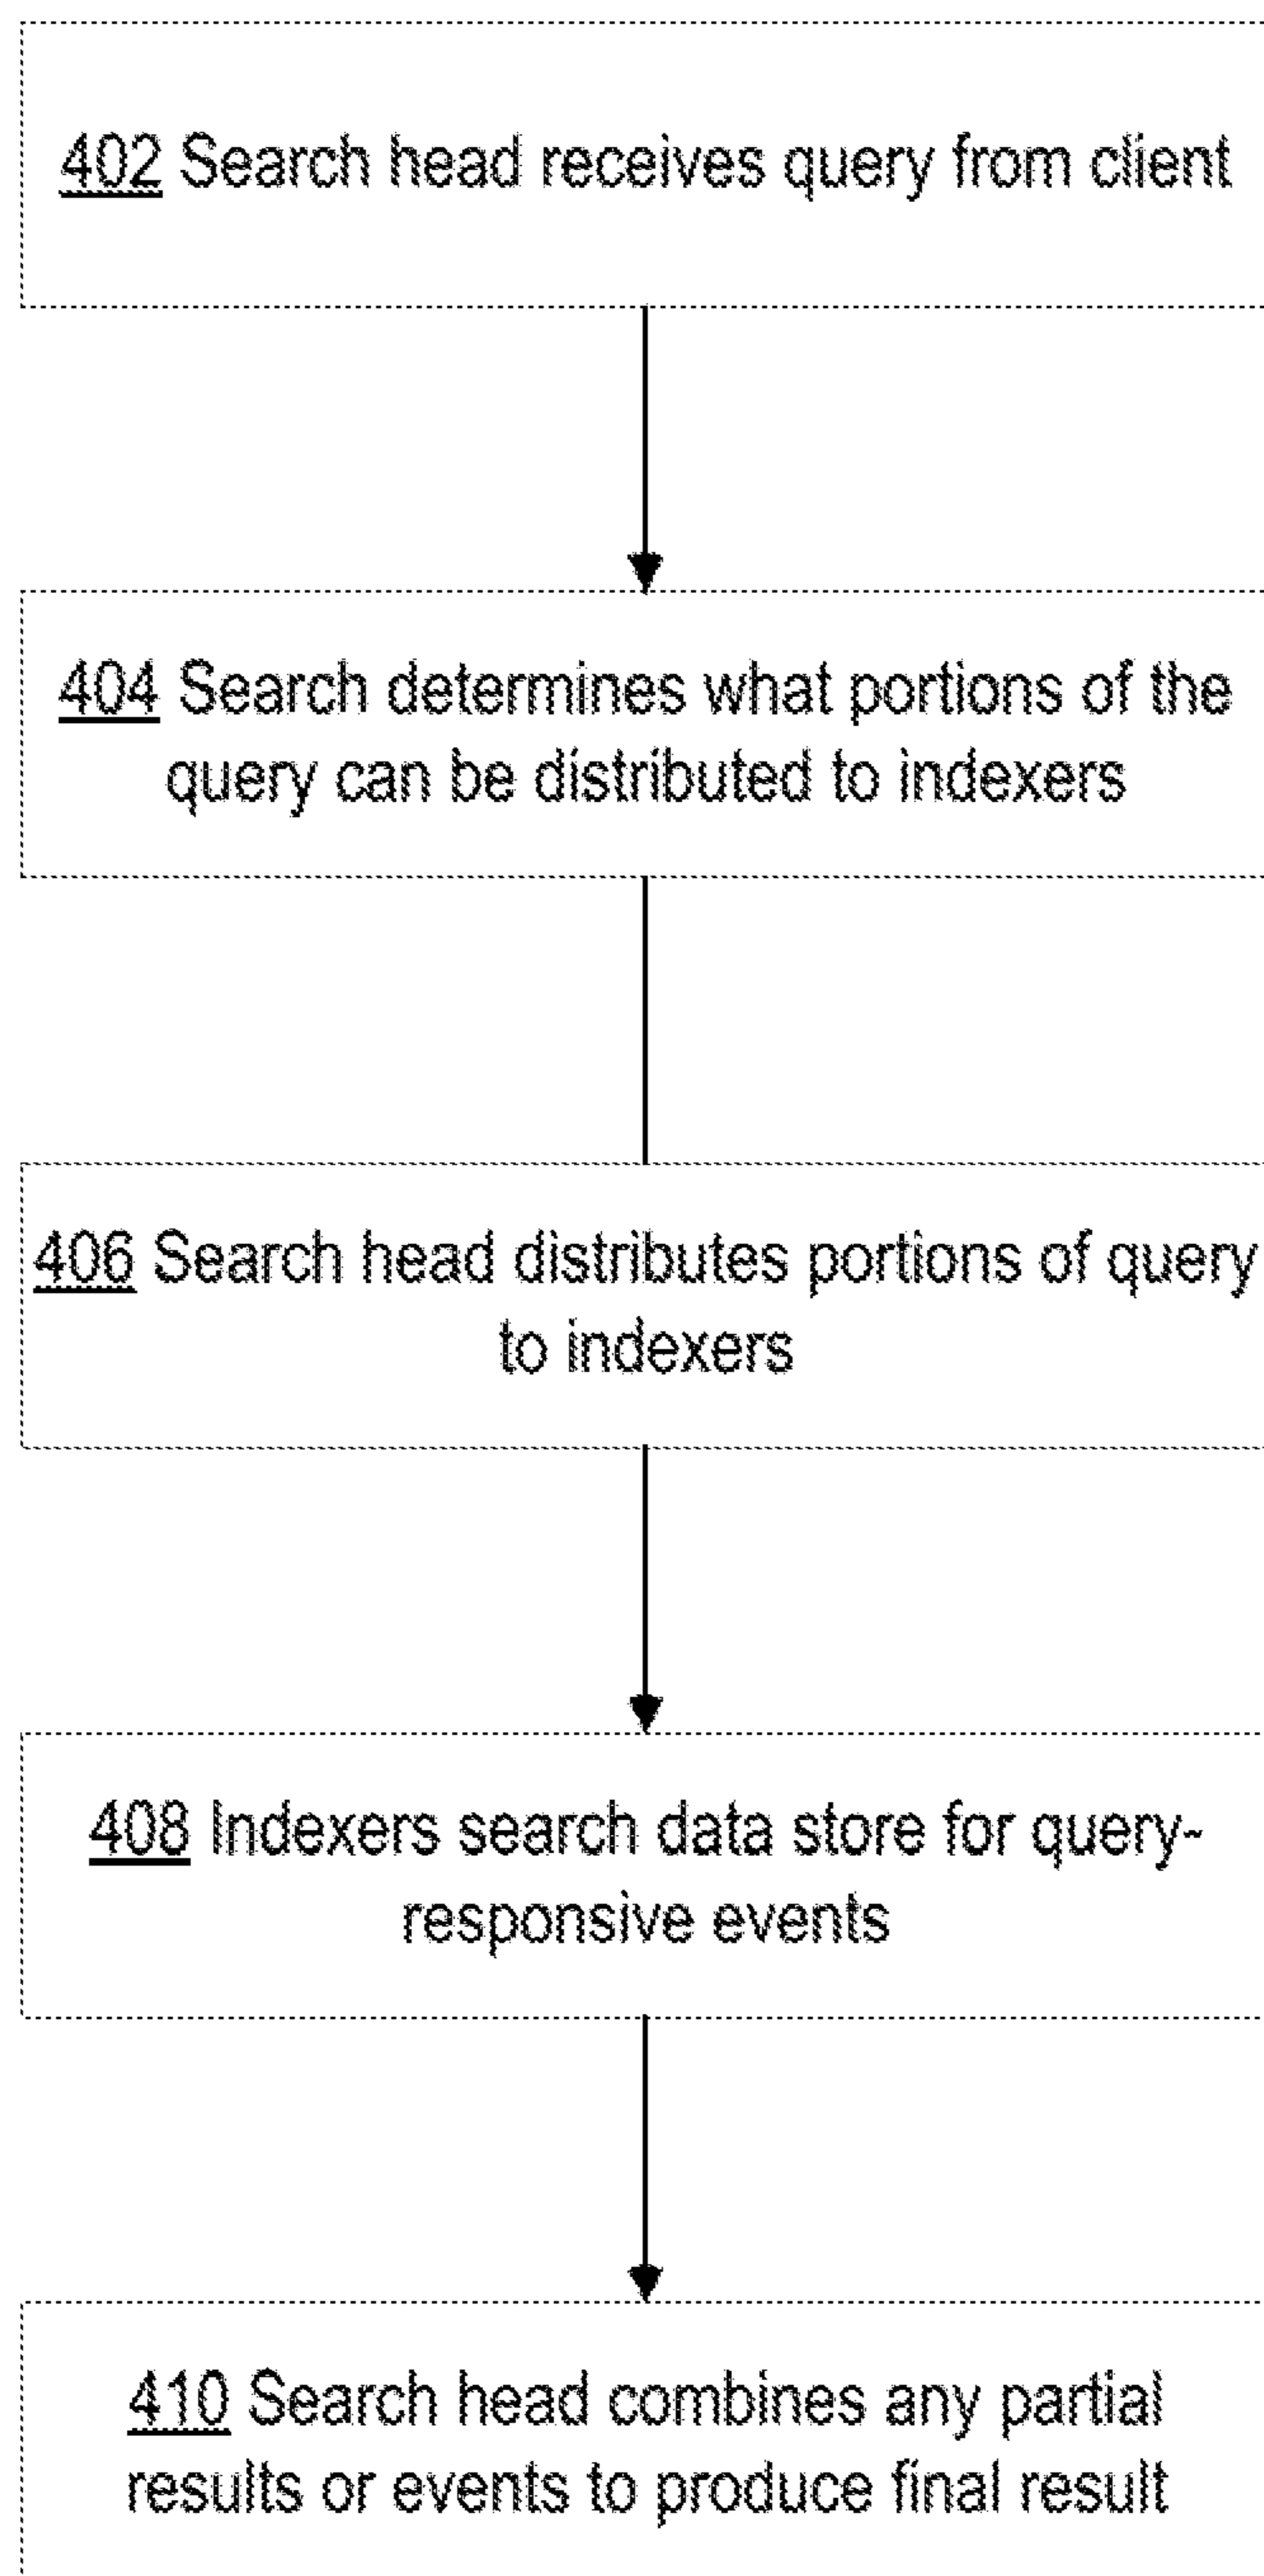 402 Search head receives query from client
404 Search determines what portions of the
query can be distributed to indexers
406 Search head distributes portions of query
to indexers
408 Indexers search data store for query-
responsive events
410 Search head combines any partial
results or events to produce final result